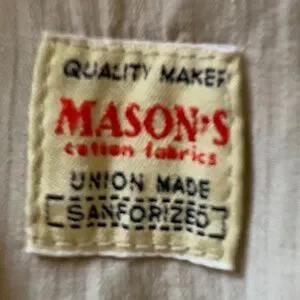 QUALITY MAKER
MASON'S
cotton fabrics
UNION MADE
SANFORIZED